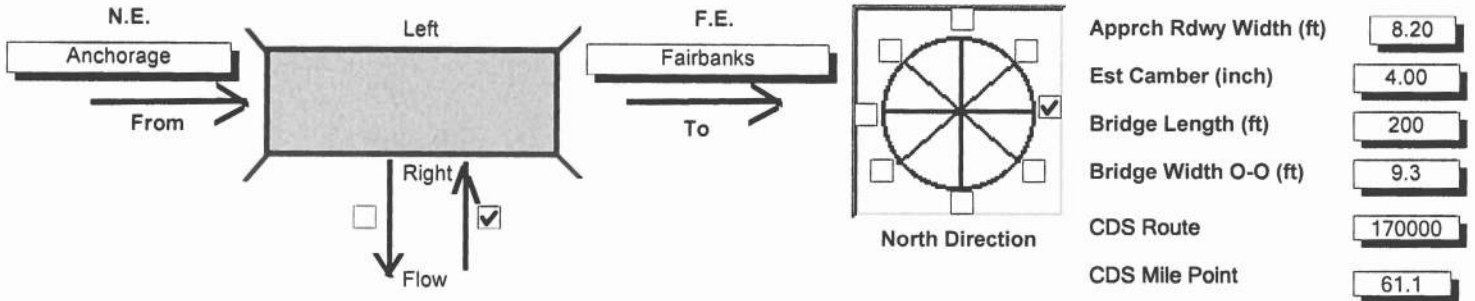 N.E.
Anchorage
From
Left
Right
Flow
F.E.
Fairbanks
To
North Direction
Apprch Rdwy Width (ft) 8.20
Est Camber (inch) 4.00
Bridge Length (ft) 200
Bridge Width O-O (ft) 9.3
CDS Route 170000
CDS Mile Point 61.1